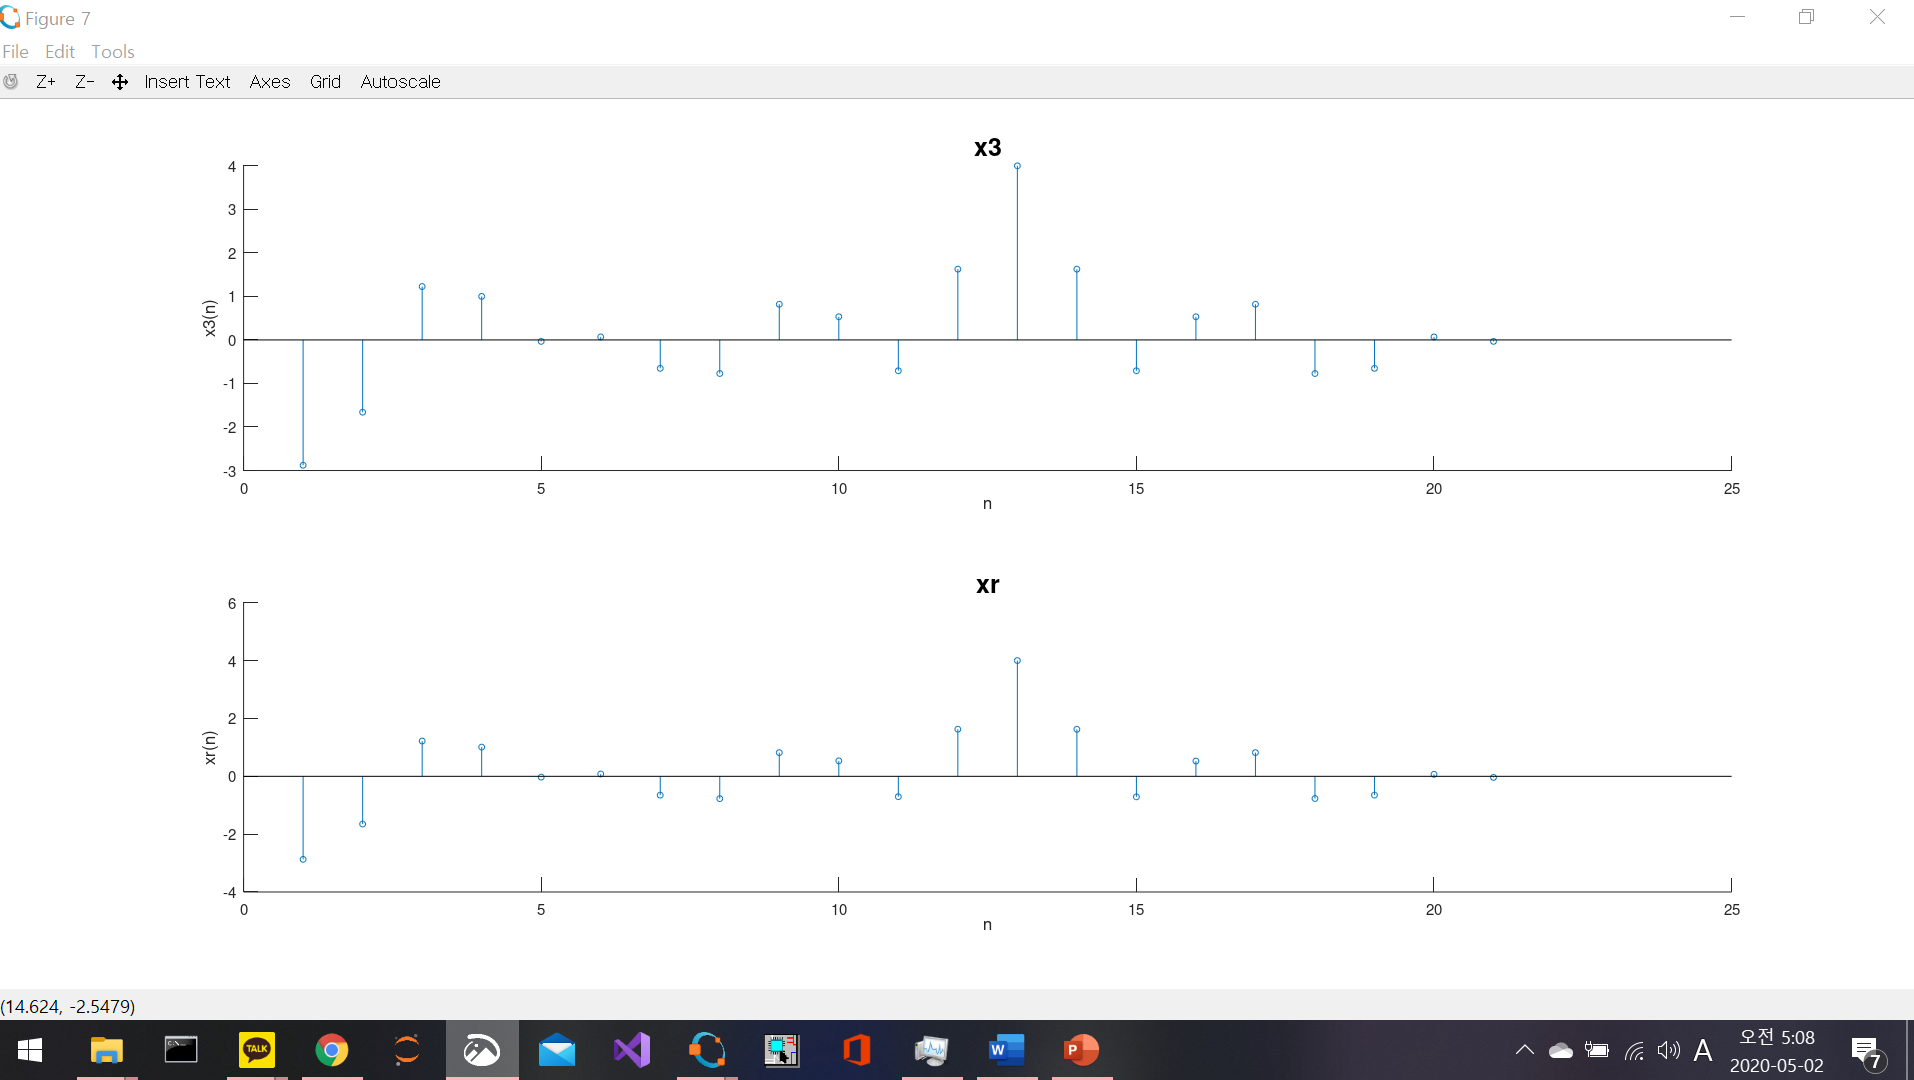 Figure 7
File Edit Tools
Z+ Z- Insert Text Axes Grid Autoscale
x3
4
3
2
1
0
-1
-2
-3
x3(n)
0 5 10 15 20 25
n
xr
6
4
2
0
-2
-4
xr(n)
0 5 10 15 20 25
n
(14.624, -2.5479)
TALK
W
P
A
오전 5:08
2020-05-02
7